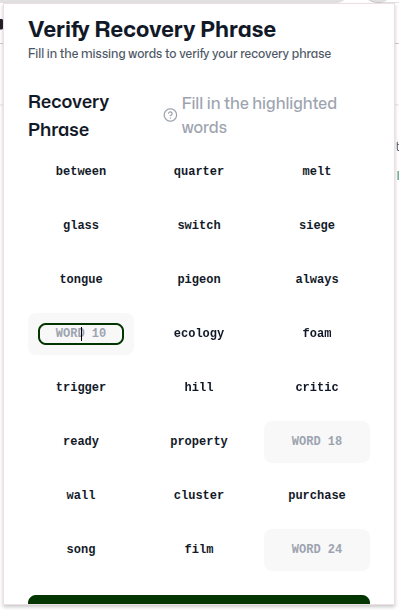 Verify Recovery Phrase
Fill in the missing words to verify your recovery phrase
Recovery Phrase
Fill in the highlighted words
between quarter melt
glass switch siege
tongue pigeon always
WORD 10 ecology foam
trigger hill critic
ready property WORD 18
wall cluster purchase
song film WORD 24